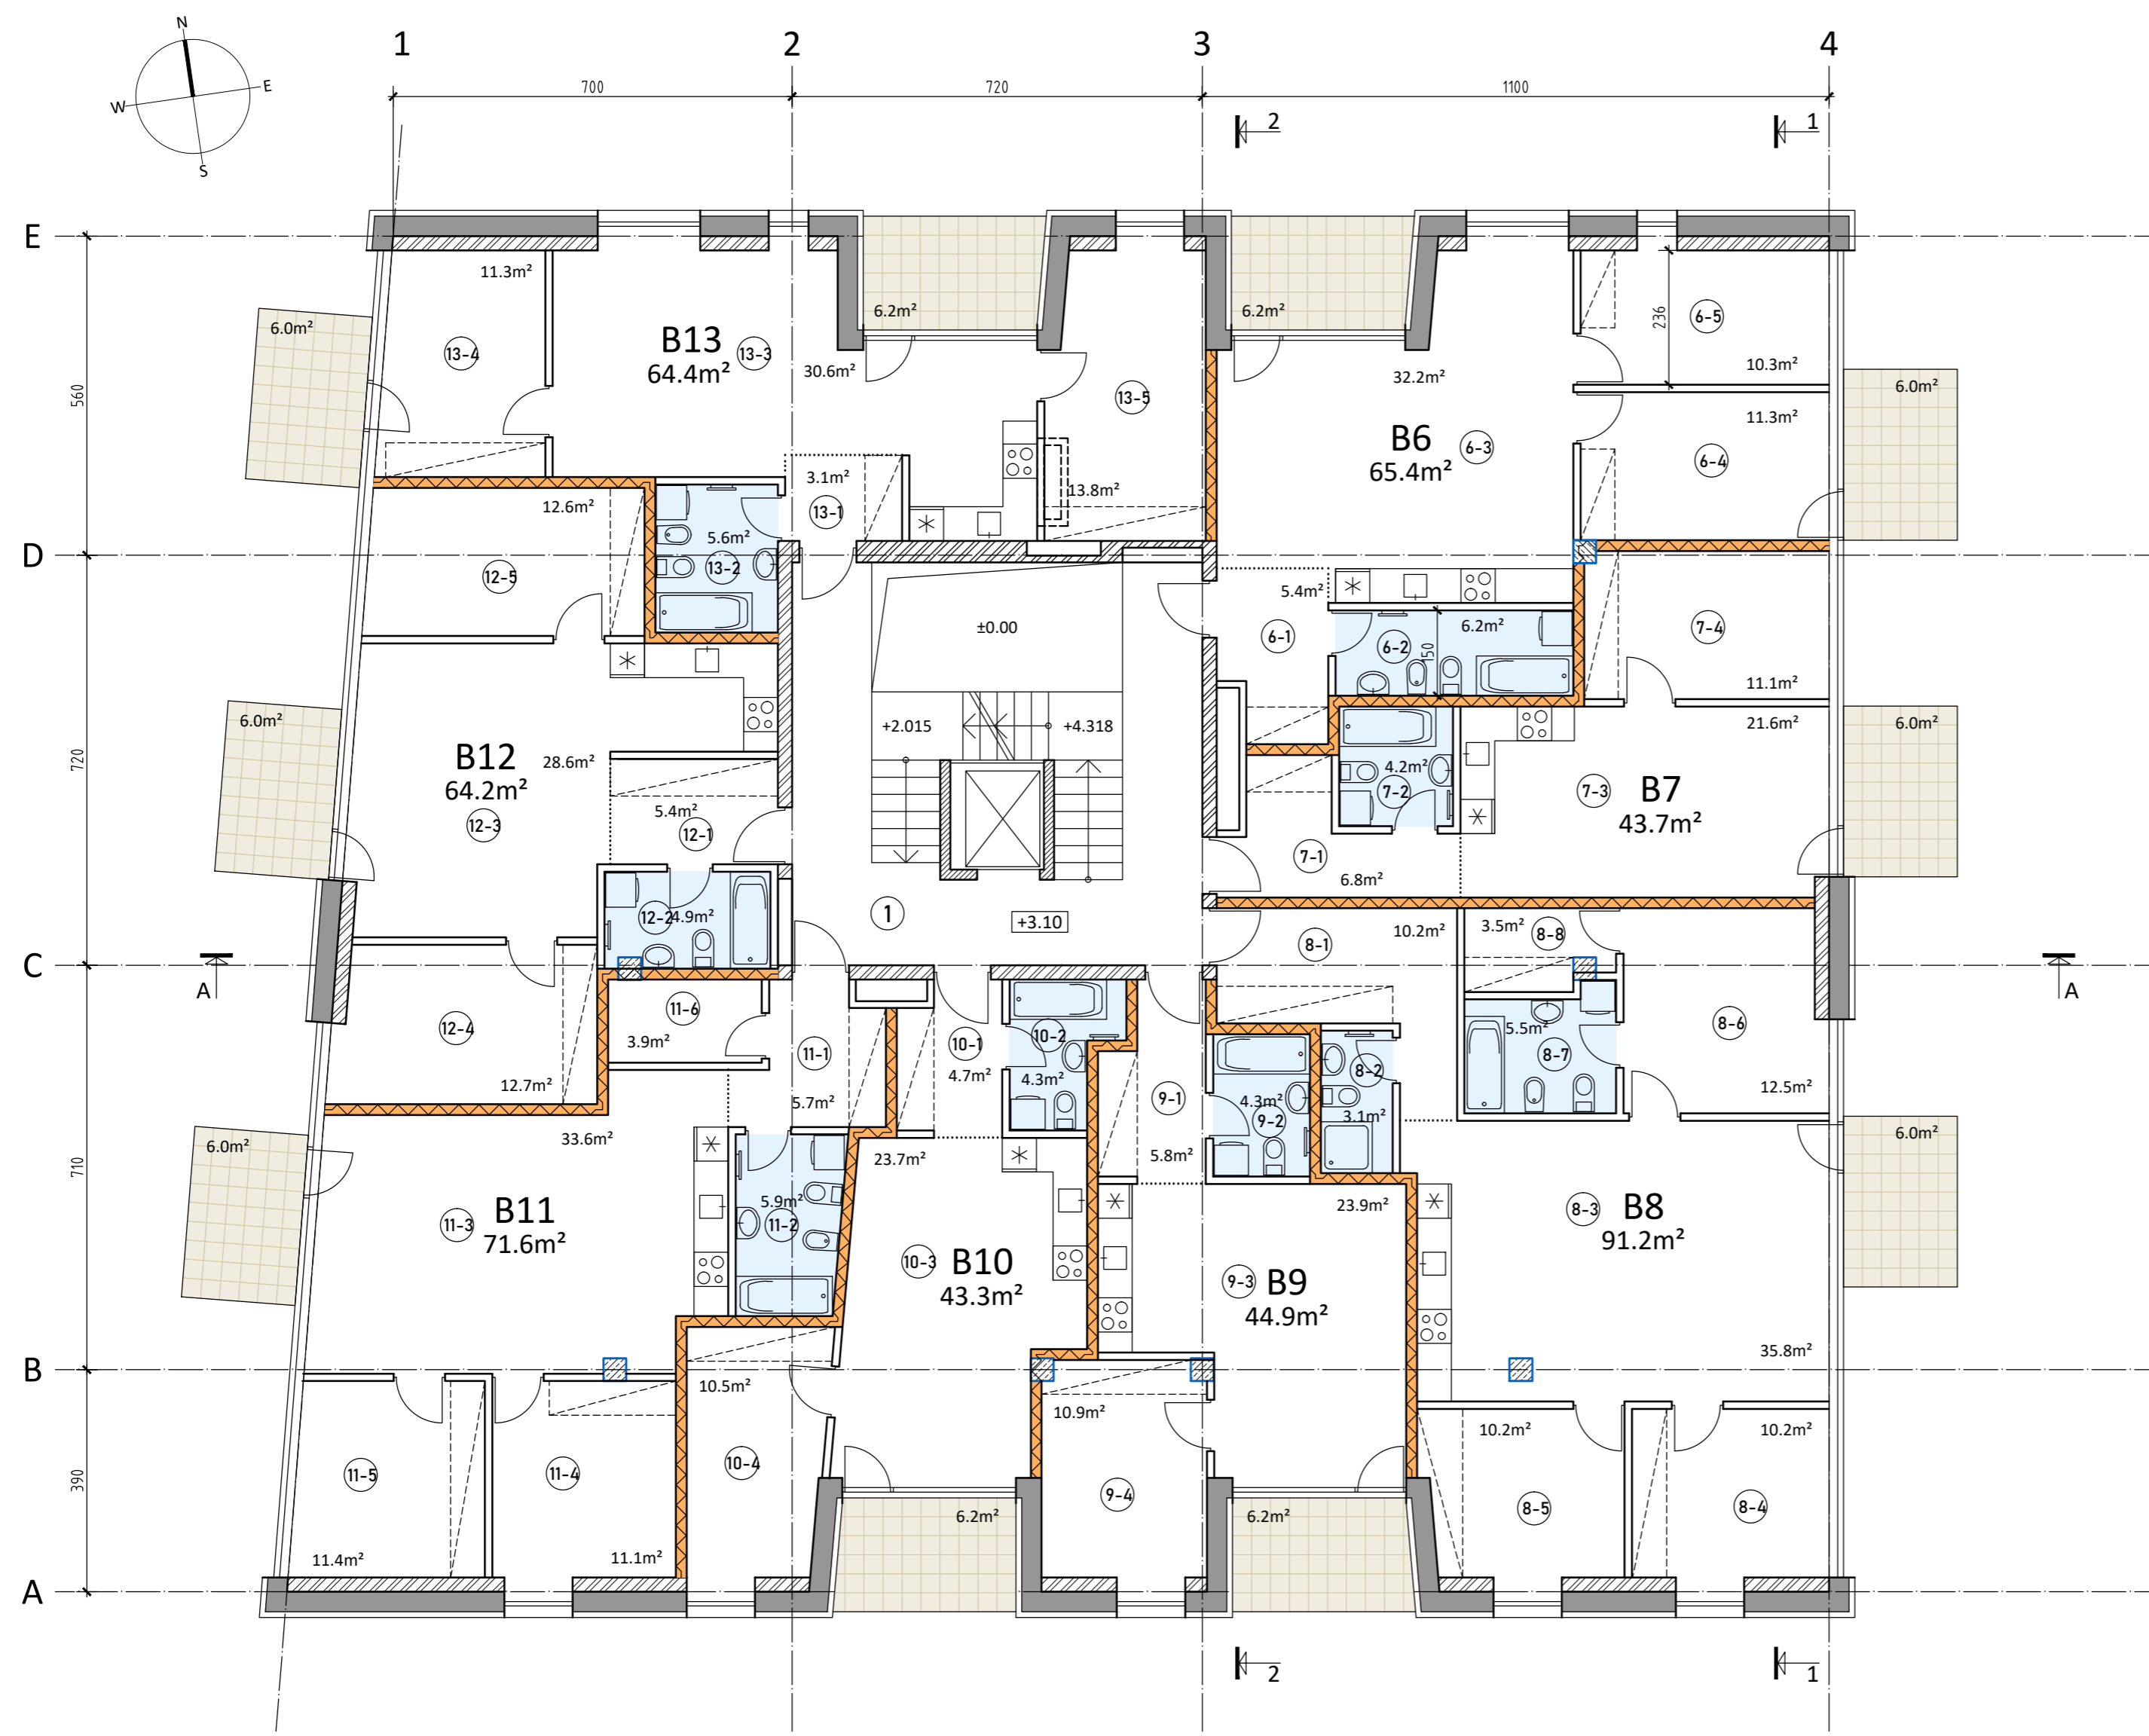 N
E
W
S
1
2
3
4
700
720
1100
2
1
E
D
C
B
A
560
720
710
390
11.3m²
6.0m²
13-4
B13
64.4m²
13-3
30.6m²
6.2m²
13-5
13.8m²
3.1m²
13-1
5.6m²
13-2
6.2m²
32.2m²
B6
65.4m²
6-3
236
6-5
10.3m²
11.3m²
6-4
6.0m²
12.6m²
12-5
±0.00
5.4m²
6-1
6-2
6.2m²
150
7-4
11.1m²
6.0m²
B12
64.2m²
12-3
28.6m²
5.4m²
12-1
12-2
4.9m²
+2.015
+4.318
1
+3.10
4.2m²
7-2
7-1
6.8m²
21.6m²
7-3
B7
43.7m²
6.0m²
A
A
12-4
12.7m²
11-6
3.9m²
11-1
5.7m²
10-1
4.7m²
10-2
4.3m²
8-1
10.2m²
3.5m²
8-8
8-6
12.5m²
5.5m²
8-7
9-1
5.8m²
4.3m²
9-2
8-2
3.1m²
6.0m²
33.6m²
11-3
B11
71.6m²
5.9m²
11-2
23.7m²
10-3
B10
43.3m²
23.9m²
9-3
B9
44.9m²
8-3
B8
91.2m²
35.8m²
6.0m²
10.5m²
10-4
10.9m²
9-4
11-5
11.4m²
11-4
11.1m²
6.2m²
6.2m²
10.2m²
8-5
10.2m²
8-4
2
1